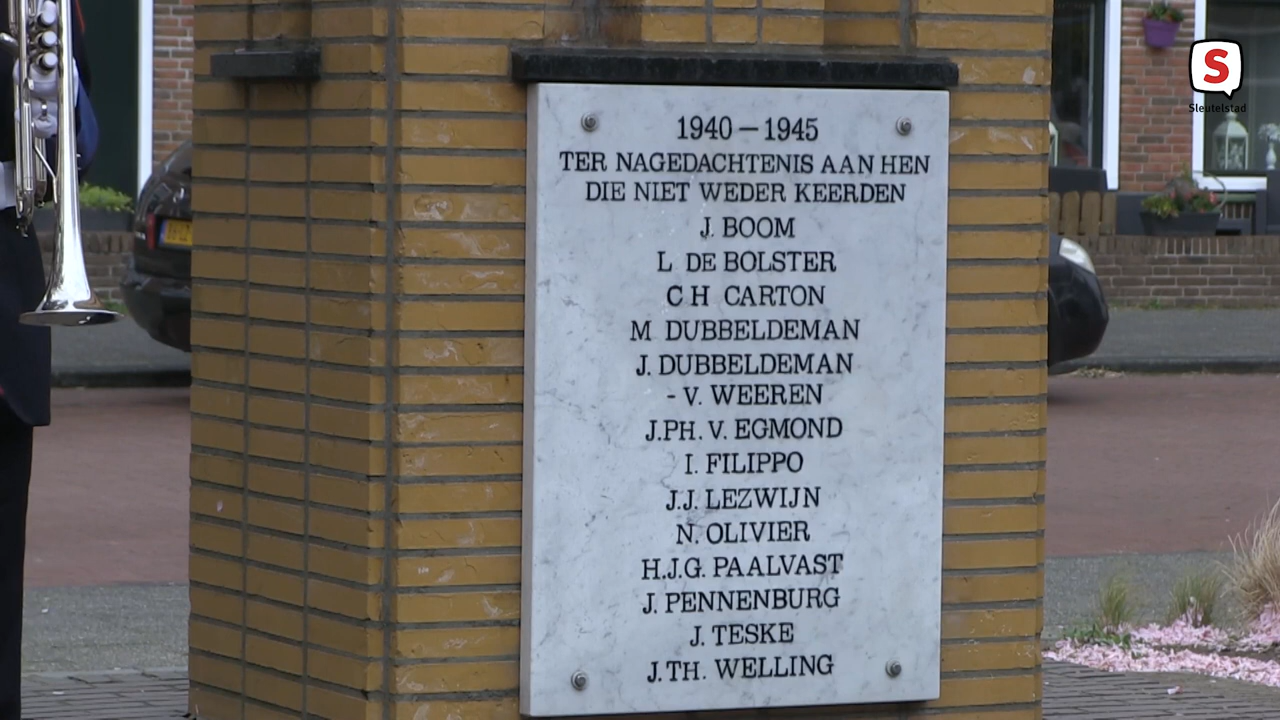 S
Sleutelstad
1940 – 1945
TER NAGEDACHTENIS AAN HEN
DIE NIET WEDER KEERDEN
J. BOOM
L DE BOLSTER
C H CARTON
M DUBBELDEMAN
J. DUBBELDEMAN
- V. WEEREN
J.PH. V. EGMOND
I. FILIPPO
J.J. LEZWIJN
N. OLIVIER
H.J.G. PAALVAST
J. PENNENBURG
J. TESKE
J.TH. WELLING